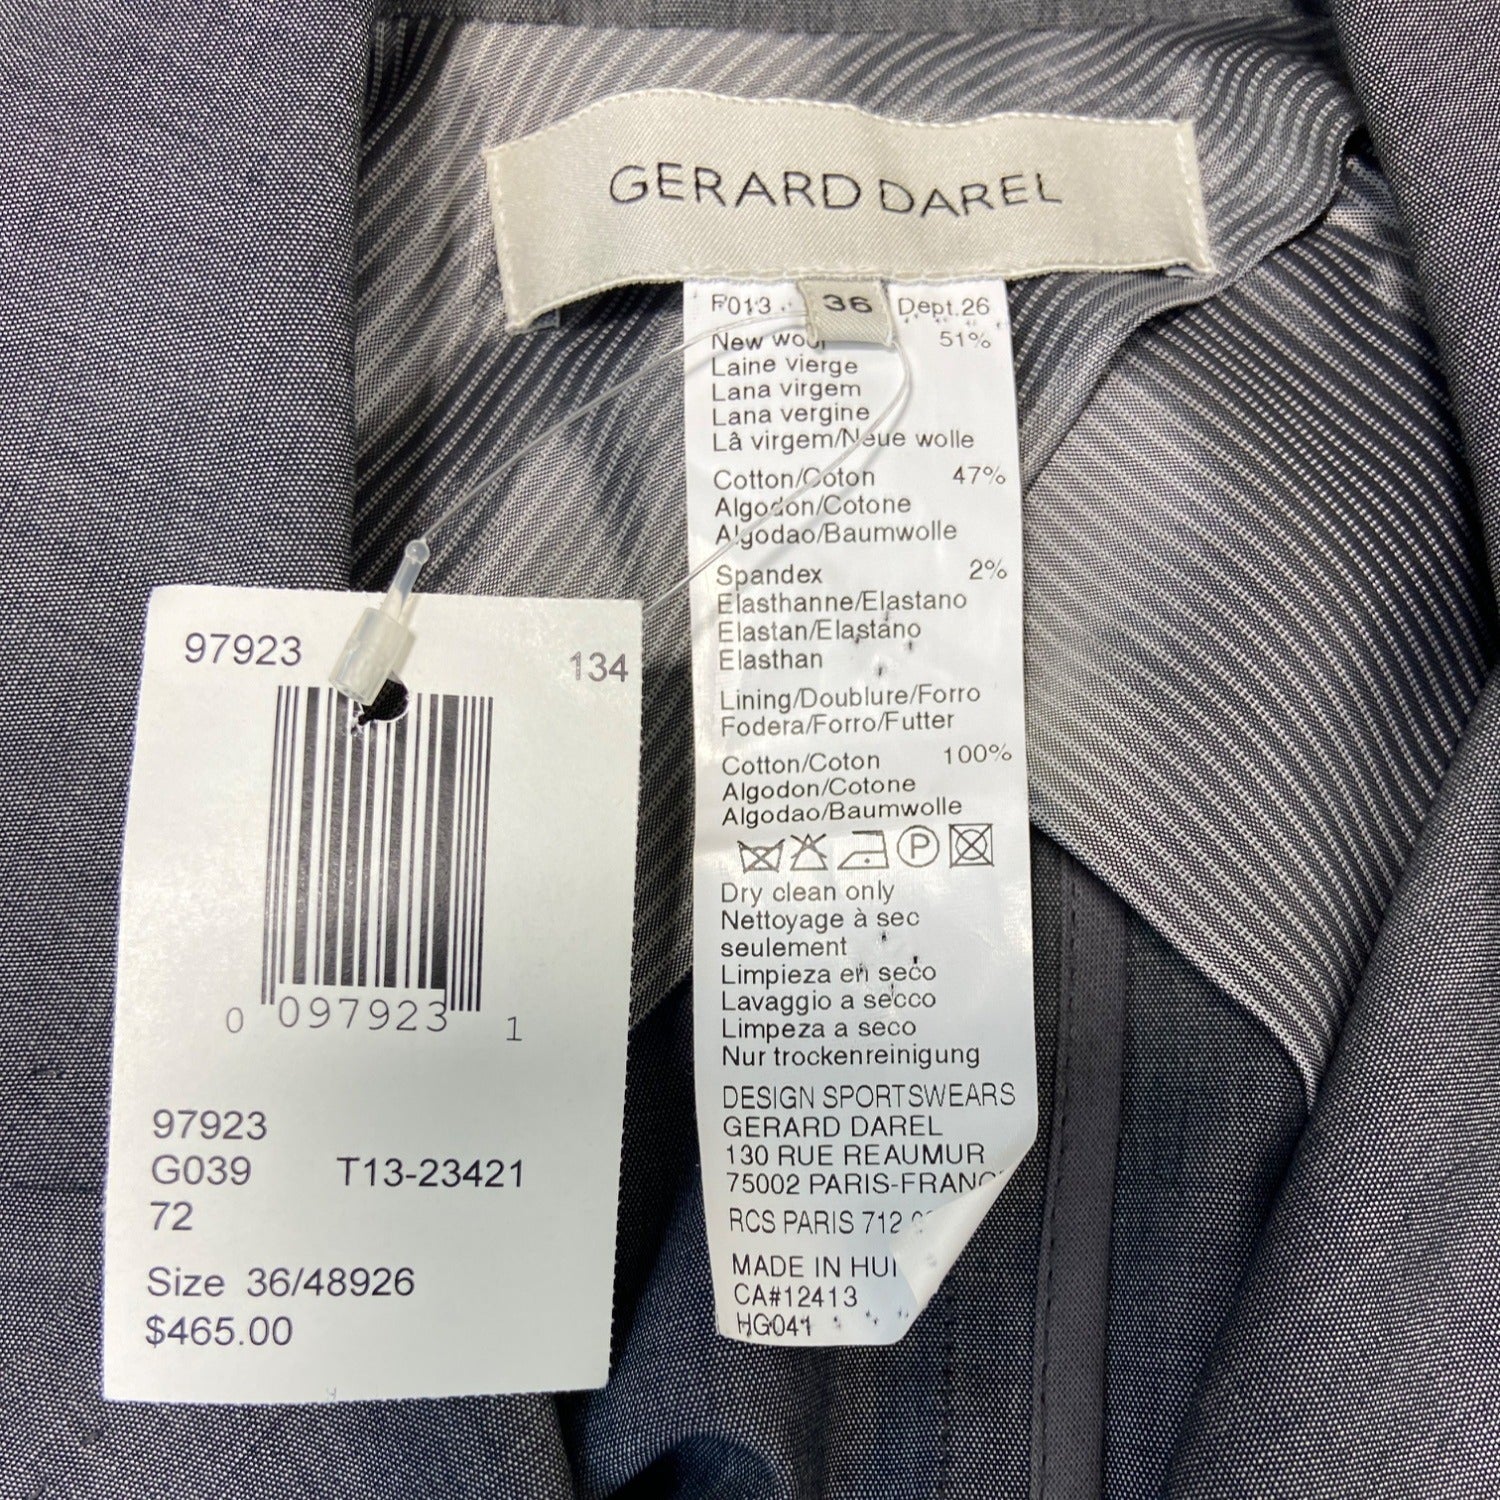 GERARD DAREL
36
F013 Dept.26
New wool 51%
Laine vierge
Lana virgem
Lana vergine
Lâ virgem/Neue wolle
Cotton/Coton 47%
Algodon/Cotone
Algodao/Baumwolle
Spandex 2%
Elasthanne/Elastano
Elastan/Elastano
Elasthan
Lining/Doublure/Forro
Fodera/Forro/Futter
Cotton/Coton 100%
Algodon/Cotone
Algodao/Baumwolle
P
Dry clean only
Nettoyage à sec
seulement
Limpieza en seco
Lavaggio a secco
Limpeza a seco
Nur trockenreinigung
DESIGN SPORTSWEARS
GERARD DAREL
130 RUE REAUMUR
75002 PARIS-FRANC
RCS PARIS 712
MADE IN HU
CA#12413
HG041
97923 134
0 097923 1
97923
G039 T13-23421
72
Size 36/48926
$465.00